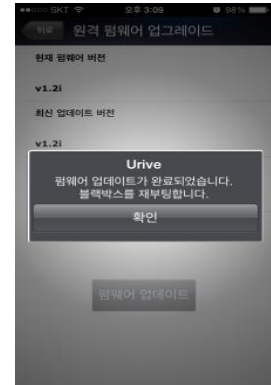 SKT 오후 3:09 98%
뒤로 원격 펌웨어 업그레이드
현재 펌웨어 버전
v1.2i
최신 업데이트 버전
v1.2i
Urive
펌웨어 업데이트가 완료되었습니다.
블랙박스를 재부팅합니다.
확인
펌웨어 업데이트